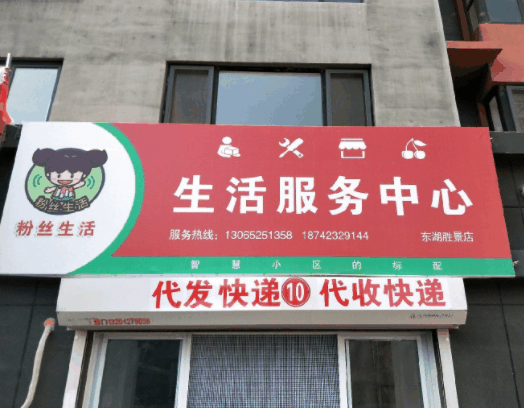 粉丝生活
粉丝生活
生活服务中心
服务热线：13065251358 18742329144
东湖胜景店
智慧小区的标配
代发快递⑩代收快递